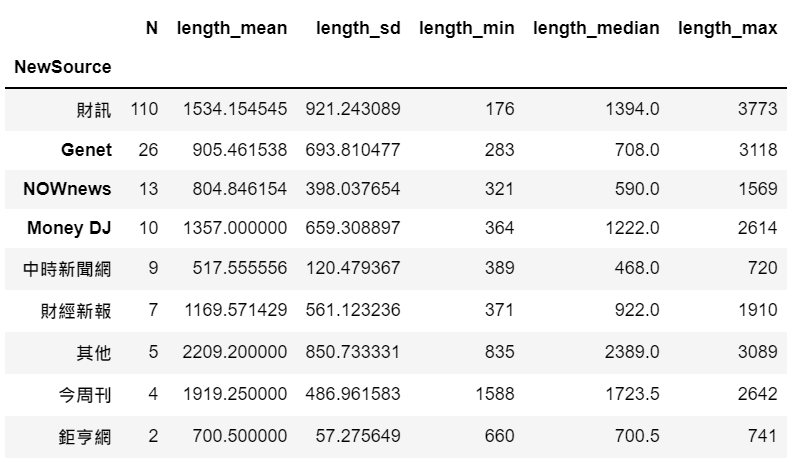 N length_mean length_sd length_min length_median length_max
NewSource
財訊 110 1534.154545 921.243089 176 1394.0 3773
Genet 26 905.461538 693.810477 283 708.0 3118
NOWnews 13 804.846154 398.037654 321 590.0 1569
Money DJ 10 1357.000000 659.308897 364 1222.0 2614
中時新聞網 9 517.555556 120.479367 389 468.0 720
財經新報 7 1169.571429 561.123236 371 922.0 1910
其他 5 2209.200000 850.733331 835 2389.0 3089
今周刊 4 1919.250000 486.961583 1588 1723.5 2642
鉅亨網 2 700.500000 57.275649 660 700.5 741